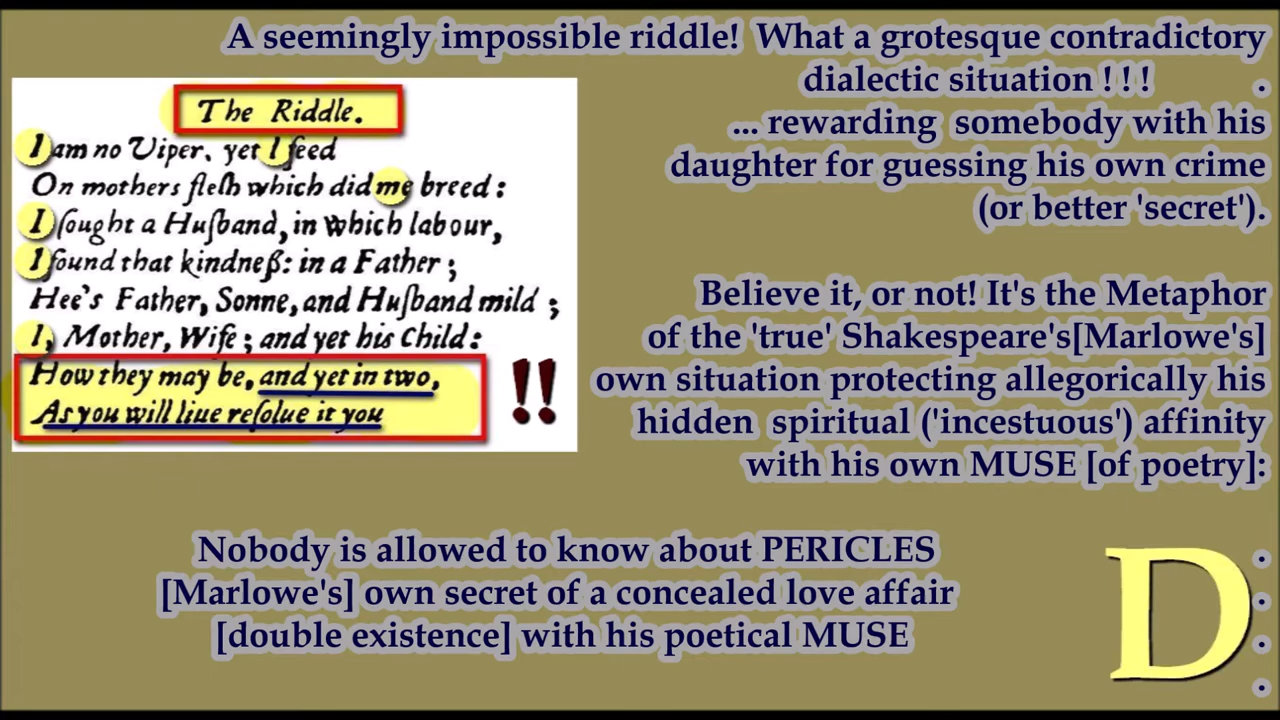 A seemingly impossible riddle!  What a grotesque contradictory
dialectic situation ! ! !          .
... rewarding  somebody with his
daughter for guessing his own crime
(or better 'secret').
The Riddle.
I am no Viper. yet I feed
On mothers fleſh which did me breed :
I ſought a Huſband, in which labour,
I found that kindneß: in a Father ;
Hee's Father, Sonne, and Huſband mild ;
I, Mother, Wife ; and yet his Child:
How they may be, and yet in two,
As you will liue reſolue it you
!!
Believe it, or not! It's the Metaphor
of the 'true' Shakespeare's[Marlowe's]
own situation protecting allegorically his
hidden  spiritual ('incestuous') affinity
with his own MUSE [of poetry]:
Nobody is allowed to know about PERICLES
[Marlowe's] own secret of a concealed love affair
[double existence] with his poetical MUSE
D
.
.
.
.